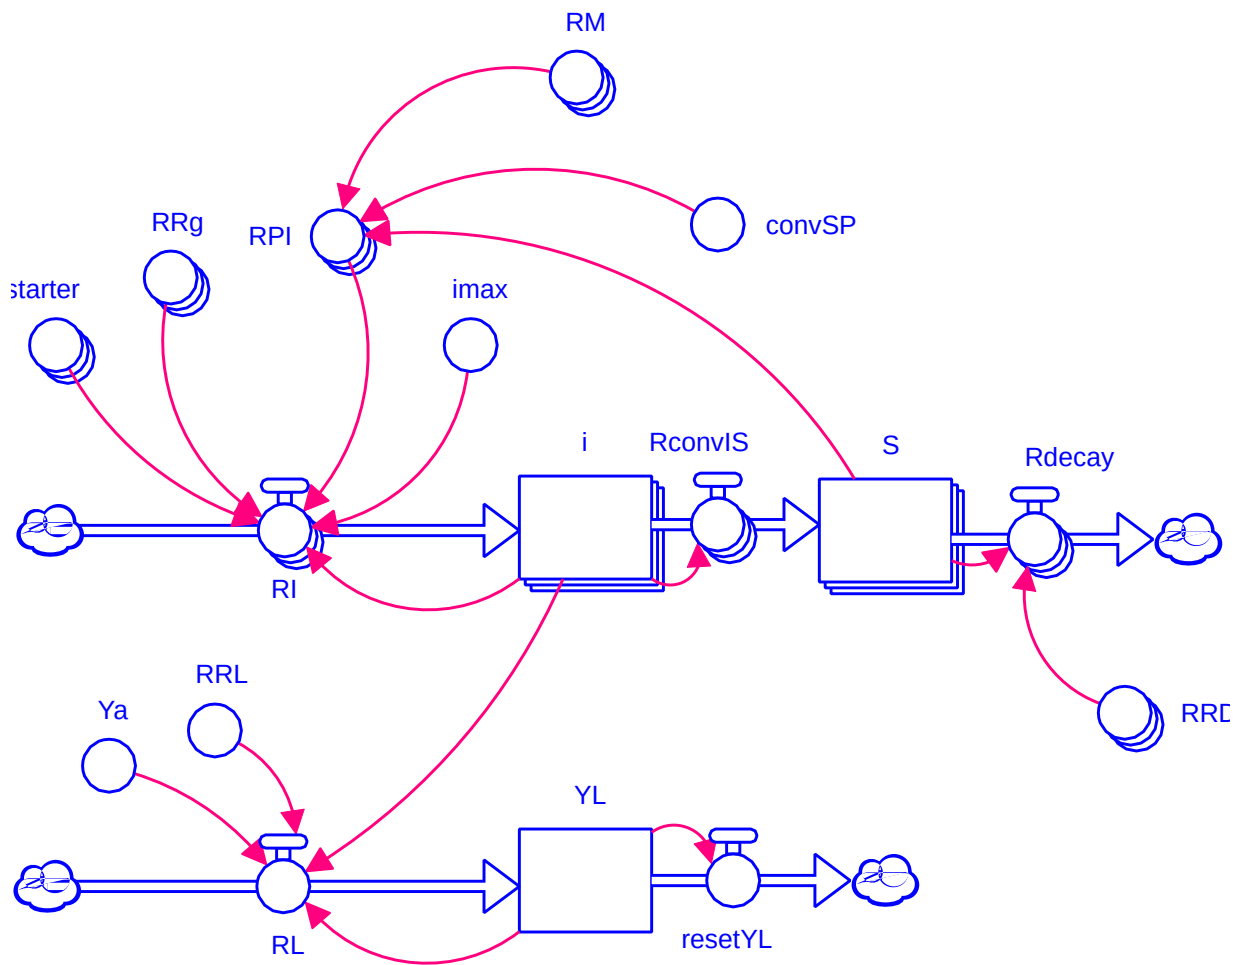 RM
RRg
RPI
convSP
starter
imax
i
RconvIS
S
Rdecay
RI
RRL
Ya
RRD
YL
RL
resetYL